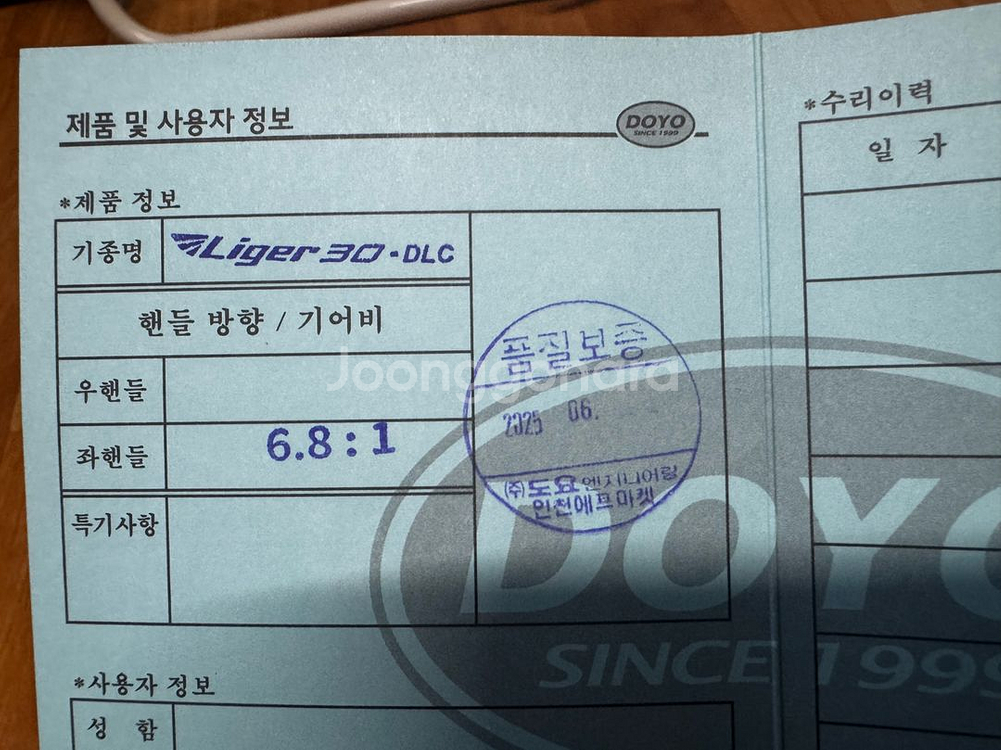 제품 및 사용자 정보
DOYO
SINCE 1999
*제품 정보
기종명
Liger 30-DLC
핸들 방향 / 기어비
우핸들
좌핸들
6.8 : 1
특기사항
품질보증
2025 06.
(주)도요엔지니어링
인천에프마켓
Joonggonara
DOYO
SINCE 1999
*사용자 정보
성 함
*수리이력
일 자